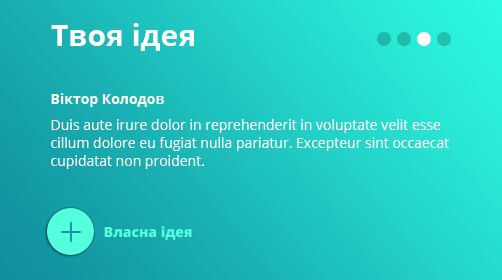 Твоя ідея
Віктор Колодов
Duis aute irure dolor in reprehenderit in voluptate velit esse
cillum dolore eu fugiat nulla pariatur. Excepteur sint occaecat
cupidatat non proident.
Власна ідея